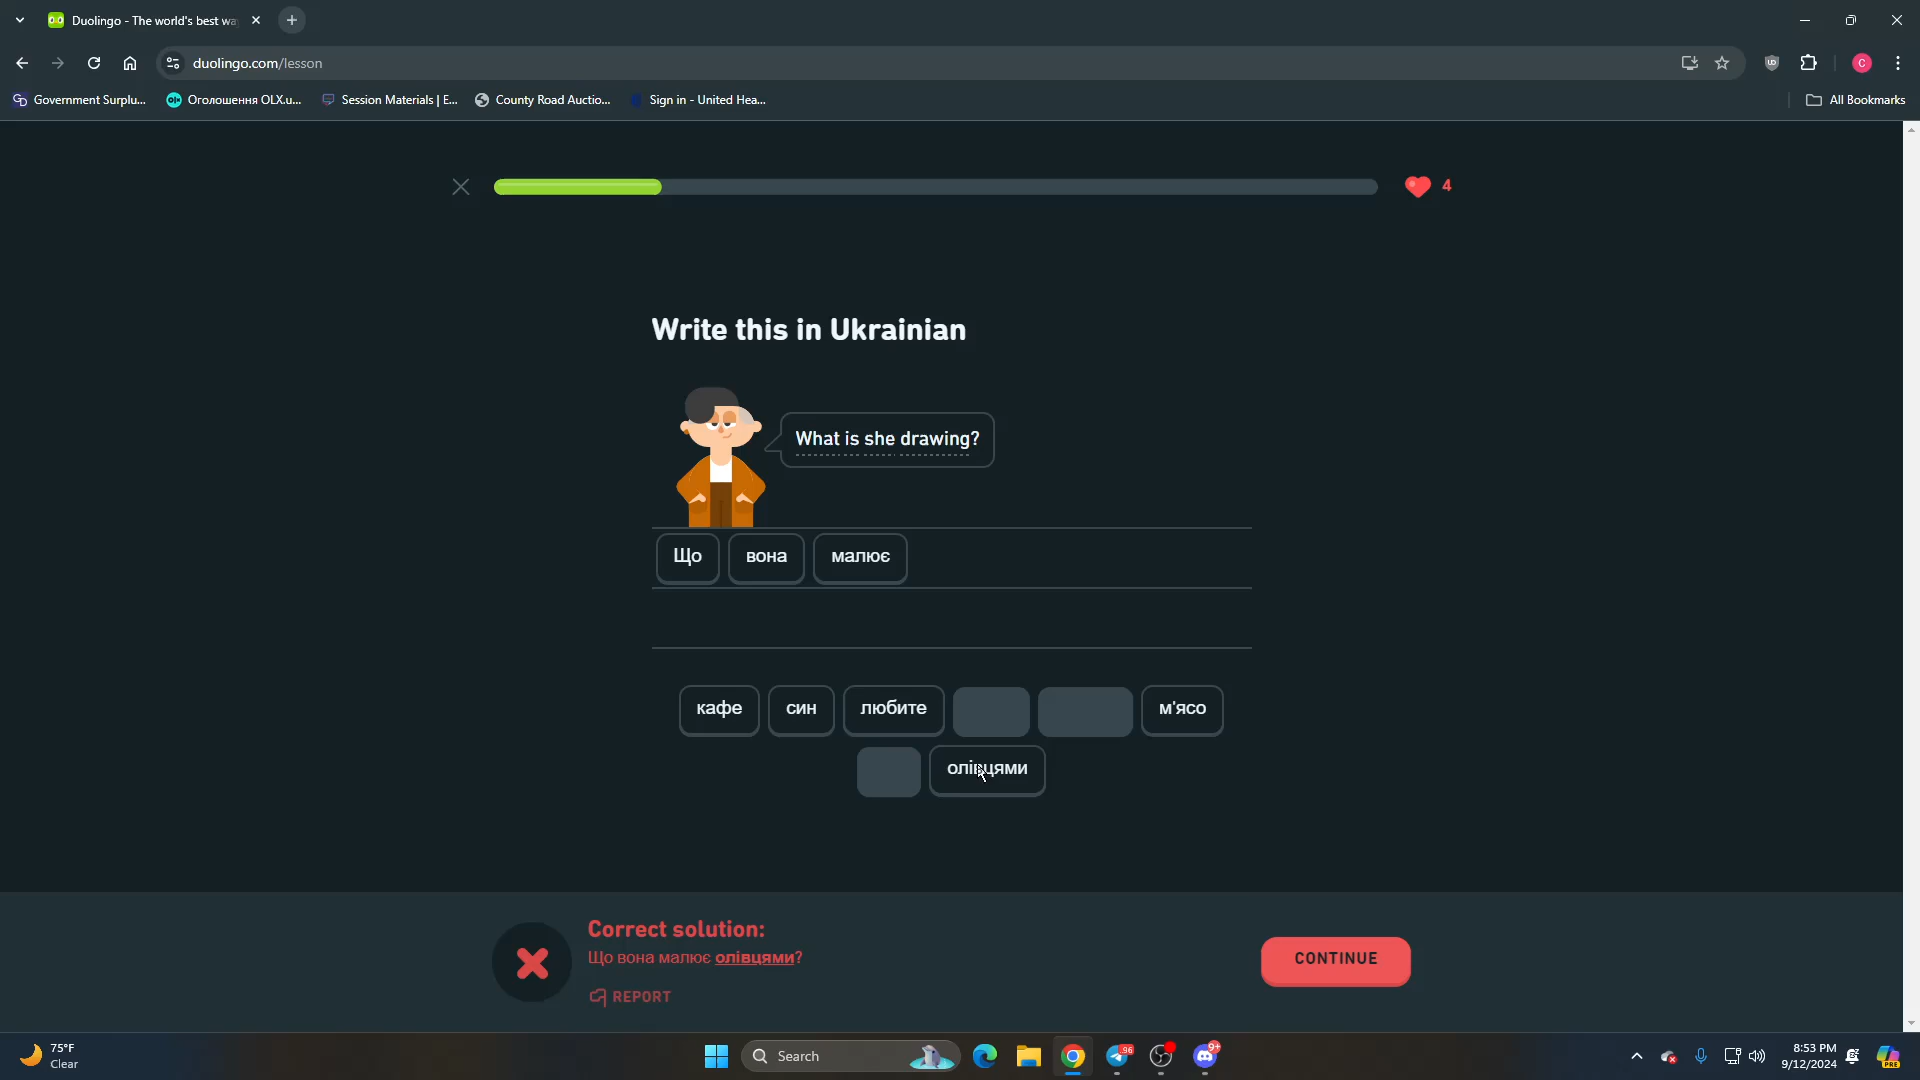 Duolingo - The world's best wa
duolingo.com/lesson
C
Government Surplu...
Оголошення OLX.u...
Session Materials | E...
County Road Auctio...
Sign in - United Hea...
All Bookmarks
4
Write this in Ukrainian
What is she drawing?
Що вона малює
кафе син любите м'ясо
олівцями
Correct solution:
Що вона малює олівцями?
REPORT
CONTINUE
75°F
Clear
Search
96
9+
8:53 PM
9/12/2024
PRE